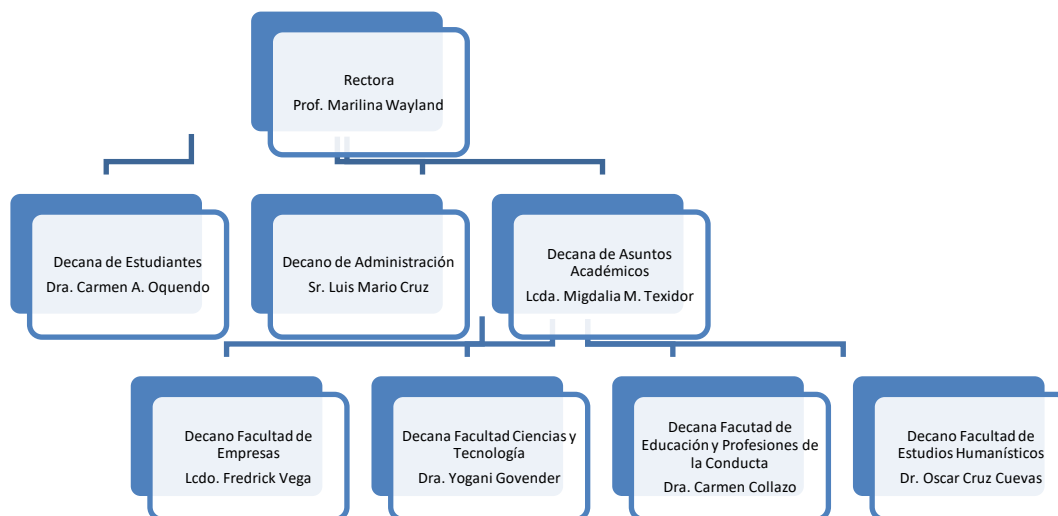 Rectora
Prof. Marilina Wayland
Decana de Estudiantes
Dra. Carmen A. Oquendo
Decano de Administración
Sr. Luis Mario Cruz
Decana de Asuntos
Académicos
Lcda. Migdalia M. Texidor
Decano Facultad de
Empresas
Lcdo. Fredrick Vega
Decana Facultad Ciencias y
Tecnología
Dra. Yogani Govender
Decana Facutad de
Educación y Profesiones de
la Conducta
Dra. Carmen Collazo
Decano Facultad de
Estudios Humanísticos
Dr. Oscar Cruz Cuevas